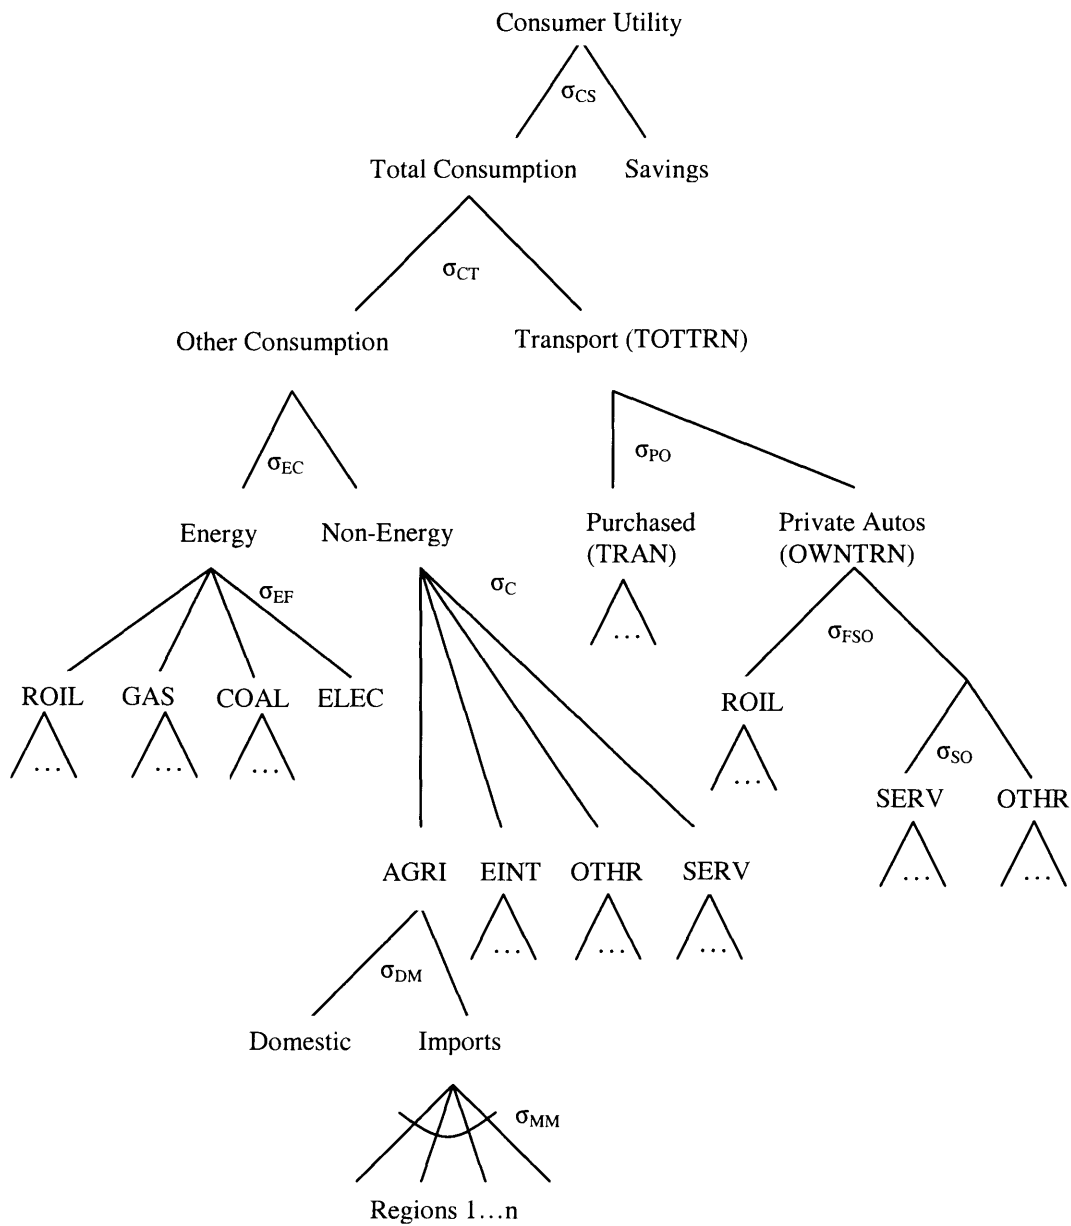 Consumer Utility
σCS
Total Consumption Savings
σCT
Other Consumption Transport (TOTTRN)
σEC σPO
Purchased Private Autos
Energy Non-Energy (TRAN) (OWNTRN)
σEF σC
... σFSO
ROIL GAS COAL ELEC ROIL
... ... ... σSO ...
SERV OTHR
AGRI EINT OTHR SERV ... ...
... ... ...
σDM
Domestic Imports
σMM
Regions 1...n